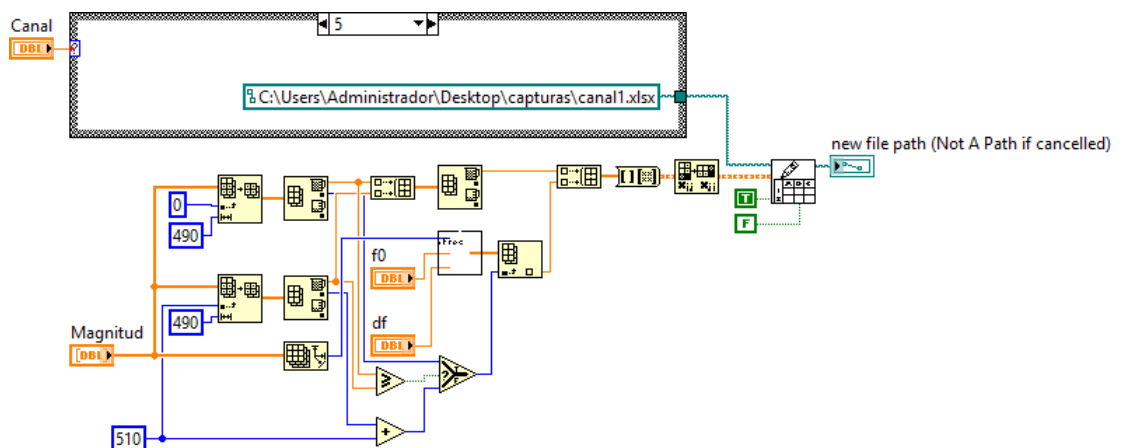 Canal
DBL
5
?
C:\Users\Administrador\Desktop\capturas\canal1.xlsx
new file path (Not A Path if cancelled)
0
490
T
F
f0
DBL
490
df
DBL
Magnitud
[DBL]
?
T
F
+
510